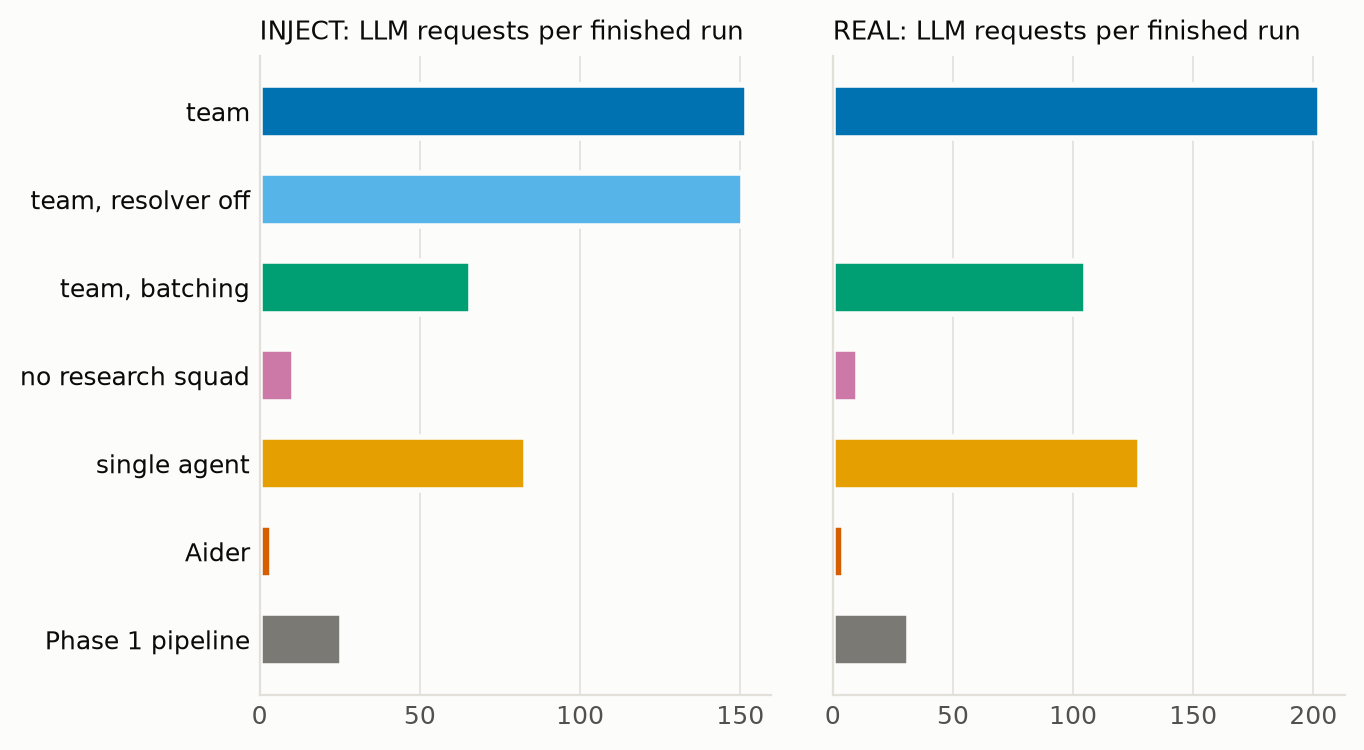 INJECT: LLM requests per finished run
REAL: LLM requests per finished run
team
team, resolver off
team, batching
no research squad
single agent
Aider
Phase 1 pipeline
0 50 100 150
0 50 100 150 200